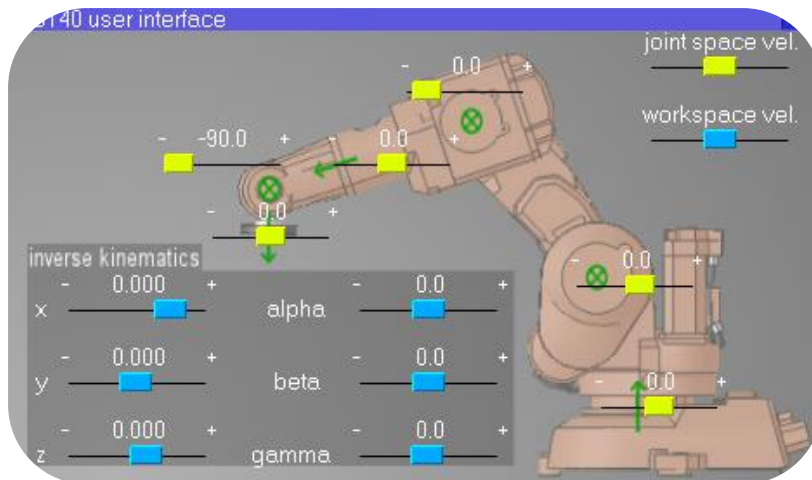 140 user interface
joint space vel.
- 0.0 +
workspace vel.
- -90.0 +
- 0.0 +
- 0.0 +
inverse kinematics
- 0.0 +
- 0.000 +
- 0.0 +
x
alpha
- 0.000 +
- 0.0 +
y
beta
- 0.0 +
- 0.000 +
- 0.0 +
z
gamma